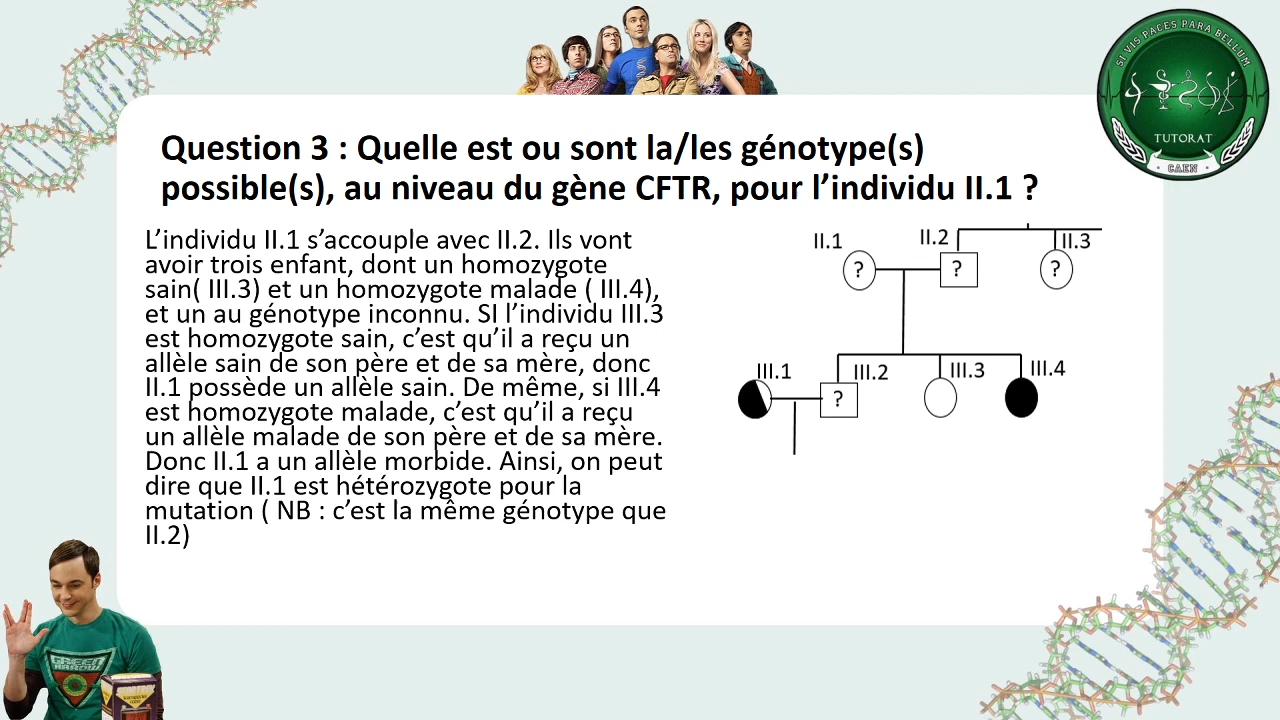 SI VIS PACES PARA BELLUM
TUTORAT
CAEN
Question 3 : Quelle est ou sont la/les génotype(s)
possible(s), au niveau du gène CFTR, pour l’individu II.1 ?
L’individu II.1 s’accouple avec II.2. Ils vont
avoir trois enfant, dont un homozygote
sain( III.3) et un homozygote malade ( III.4),
et un au génotype inconnu. SI l’individu III.3
est homozygote sain, c’est qu’il a reçu un
allèle sain de son père et de sa mère, donc
II.1 possède un allèle sain. De même, si III.4
est homozygote malade, c’est qu’il a reçu
un allèle malade de son père et de sa mère.
Donc II.1 a un allèle morbide. Ainsi, on peut
dire que II.1 est hétérozygote pour la
mutation ( NB : c’est la même génotype que
II.2)
II.1 II.2 II.3
? ? ?
III.1 III.2 III.3 III.4
?
GREEN
ARROW